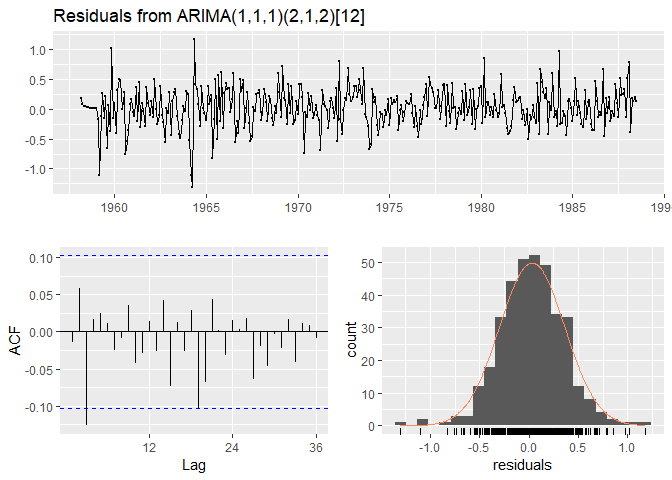 Residuals from ARIMA(1,1,1)(2,1,2)[12]
1.0
0.5
0.0
-0.5
-1.0
1960 1965 1970 1975 1980 1985 199
0.10
0.05
0.00
-0.05
-0.10
ACF
12 24 36
Lag
50
40
30
20
10
0
count
-1.0 -0.5 0.0 0.5 1.0
residuals